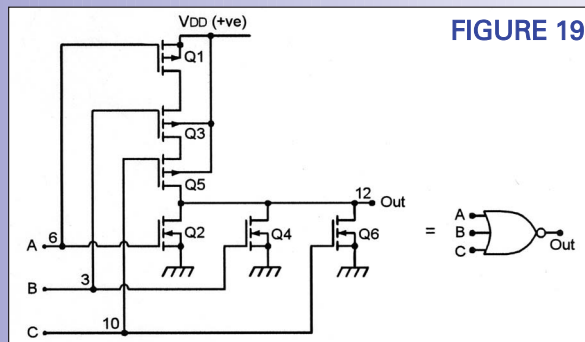 VDD (+ve)
FIGURE 19
Q1
Q3
Q5
12 Out
Q2
Q4
Q6
A 6
B 3
C 10
=
A
B
C
Out